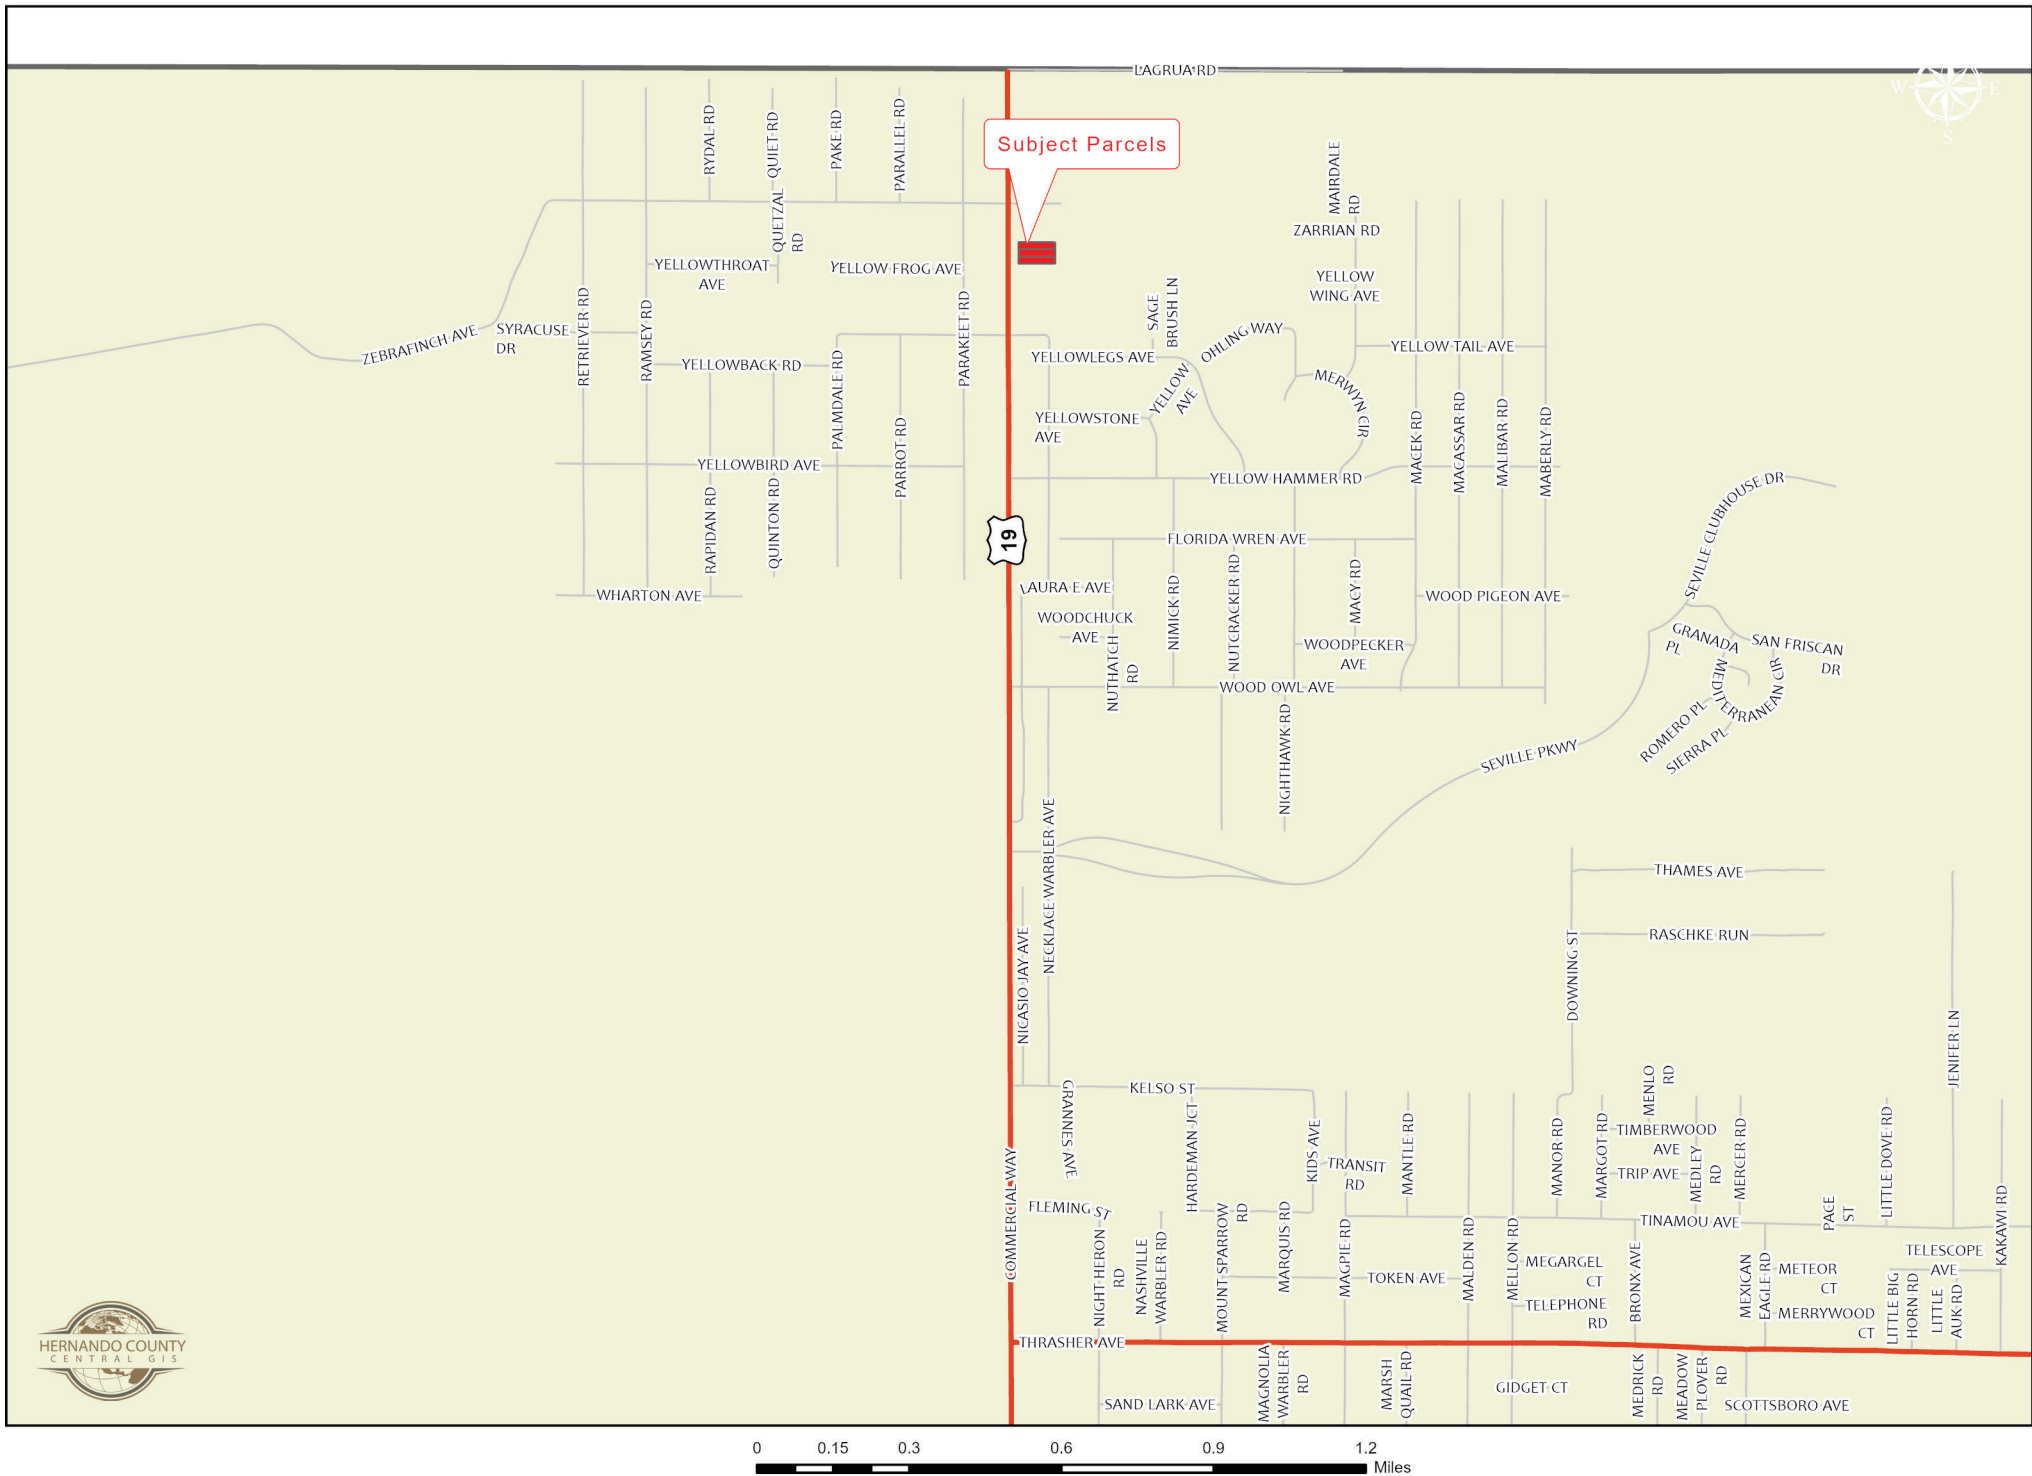 LAGRUA RD
W
E
S
RYDAL RD
QUIET RD
PAKE RD
PARALLEL RD
Subject Parcels
MAIRDALE
RD
QUETZAL
RD
ZARRIAN RD
YELLOWTHROAT
AVE
YELLOW FROG AVE
YELLOW
WING AVE
SAGE
BRUSH LN
RETRIEVER RD
RAMSEY RD
PARAKEET RD
ZEBRAFINCH AVE
SYRACUSE
DR
OHLING WAY
YELLOWBACK RD
PALMDALE RD
YELLOWLEGS AVE
YELLOW TAIL AVE
YELLOW
AVE
MERWYN CIR
YELLOWSTONE
AVE
PARROT RD
MACEK RD
MACASSAR RD
MALIBAR RD
MABERLY RD
YELLOWBIRD AVE
YELLOW HAMMER RD
SEVILLE CLUBHOUSE DR
RAPIDAN RD
QUINTON RD
19
FLORIDA WREN AVE
WHARTON AVE
LAURA E AVE
WOODCHUCK
AVE
NUTHATCH
RD
NIMICK RD
NUTCRACKER RD
MACY RD
WOOD PIGEON AVE
WOODPECKER
AVE
GRANADA
PL
SAN FRISCAN
DR
MEDITERRANEAN CIR
WOOD OWL AVE
ROMERO PL
SIERRA PL
NIGHTHAWK RD
SEVILLE PKWY
NECKLACE WARBLER AVE
THAMES AVE
NICASIO JAY AVE
RASCHKE RUN
DOWNING ST
JENIFER LN
KELSO ST
GRANNES AVE
HARDEMAN JCT
KIDS AVE
TRANSIT
RD
MANTLE RD
MANOR RD
MARGOT RD
MENLO
RD
TIMBERWOOD
AVE
TRIP AVE
MEDLEY
RD
MERCER RD
LITTLE DOVE RD
PACE
ST
KAKAWI RD
COMMERCIAL WAY
FLEMING ST
TINAMOU AVE
NIGHT HERON
RD
NASHVILLE
WARBLER RD
MOUNT SPARROW
RD
MARQUIS RD
MAGPIE RD
TOKEN AVE
MALDEN RD
MELLON RD
MEGARGEL
CT
TELEPHONE
RD
BRONX AVE
MEXICAN
EAGLE RD
METEOR
CT
MERRYWOOD
CT
TELESCOPE
AVE
LITTLE BIG
HORN RD
LITTLE
AUK RD
THRASHER AVE
SAND LARK AVE
MAGNOLIA
WARBLER
RD
MARSH
QUAIL RD
GIDGET CT
MEDRICK
RD
MEADOW
PLOVER
RD
SCOTTSBORO AVE
HERNANDO COUNTY
CENTRAL GIS
0 0.15 0.3 0.6 0.9 1.2
Miles